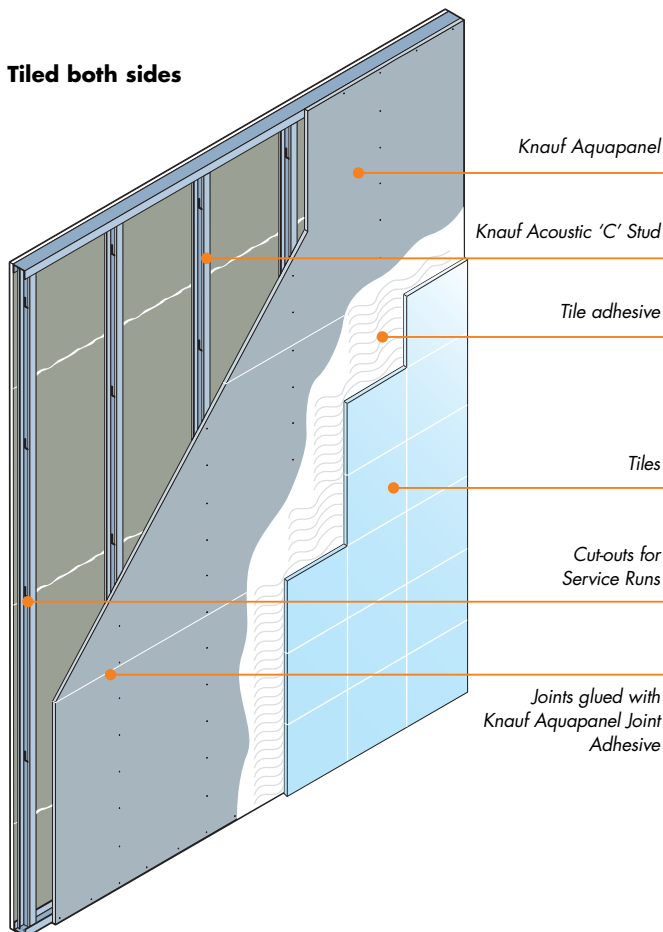 Tiled both sides
Knauf Aquapanel
Knauf Acoustic ‘C’ Stud
Tile adhesive
Tiles
Cut-outs for
Service Runs
Joints glued with
Knauf Aquapanel Joint
Adhesive